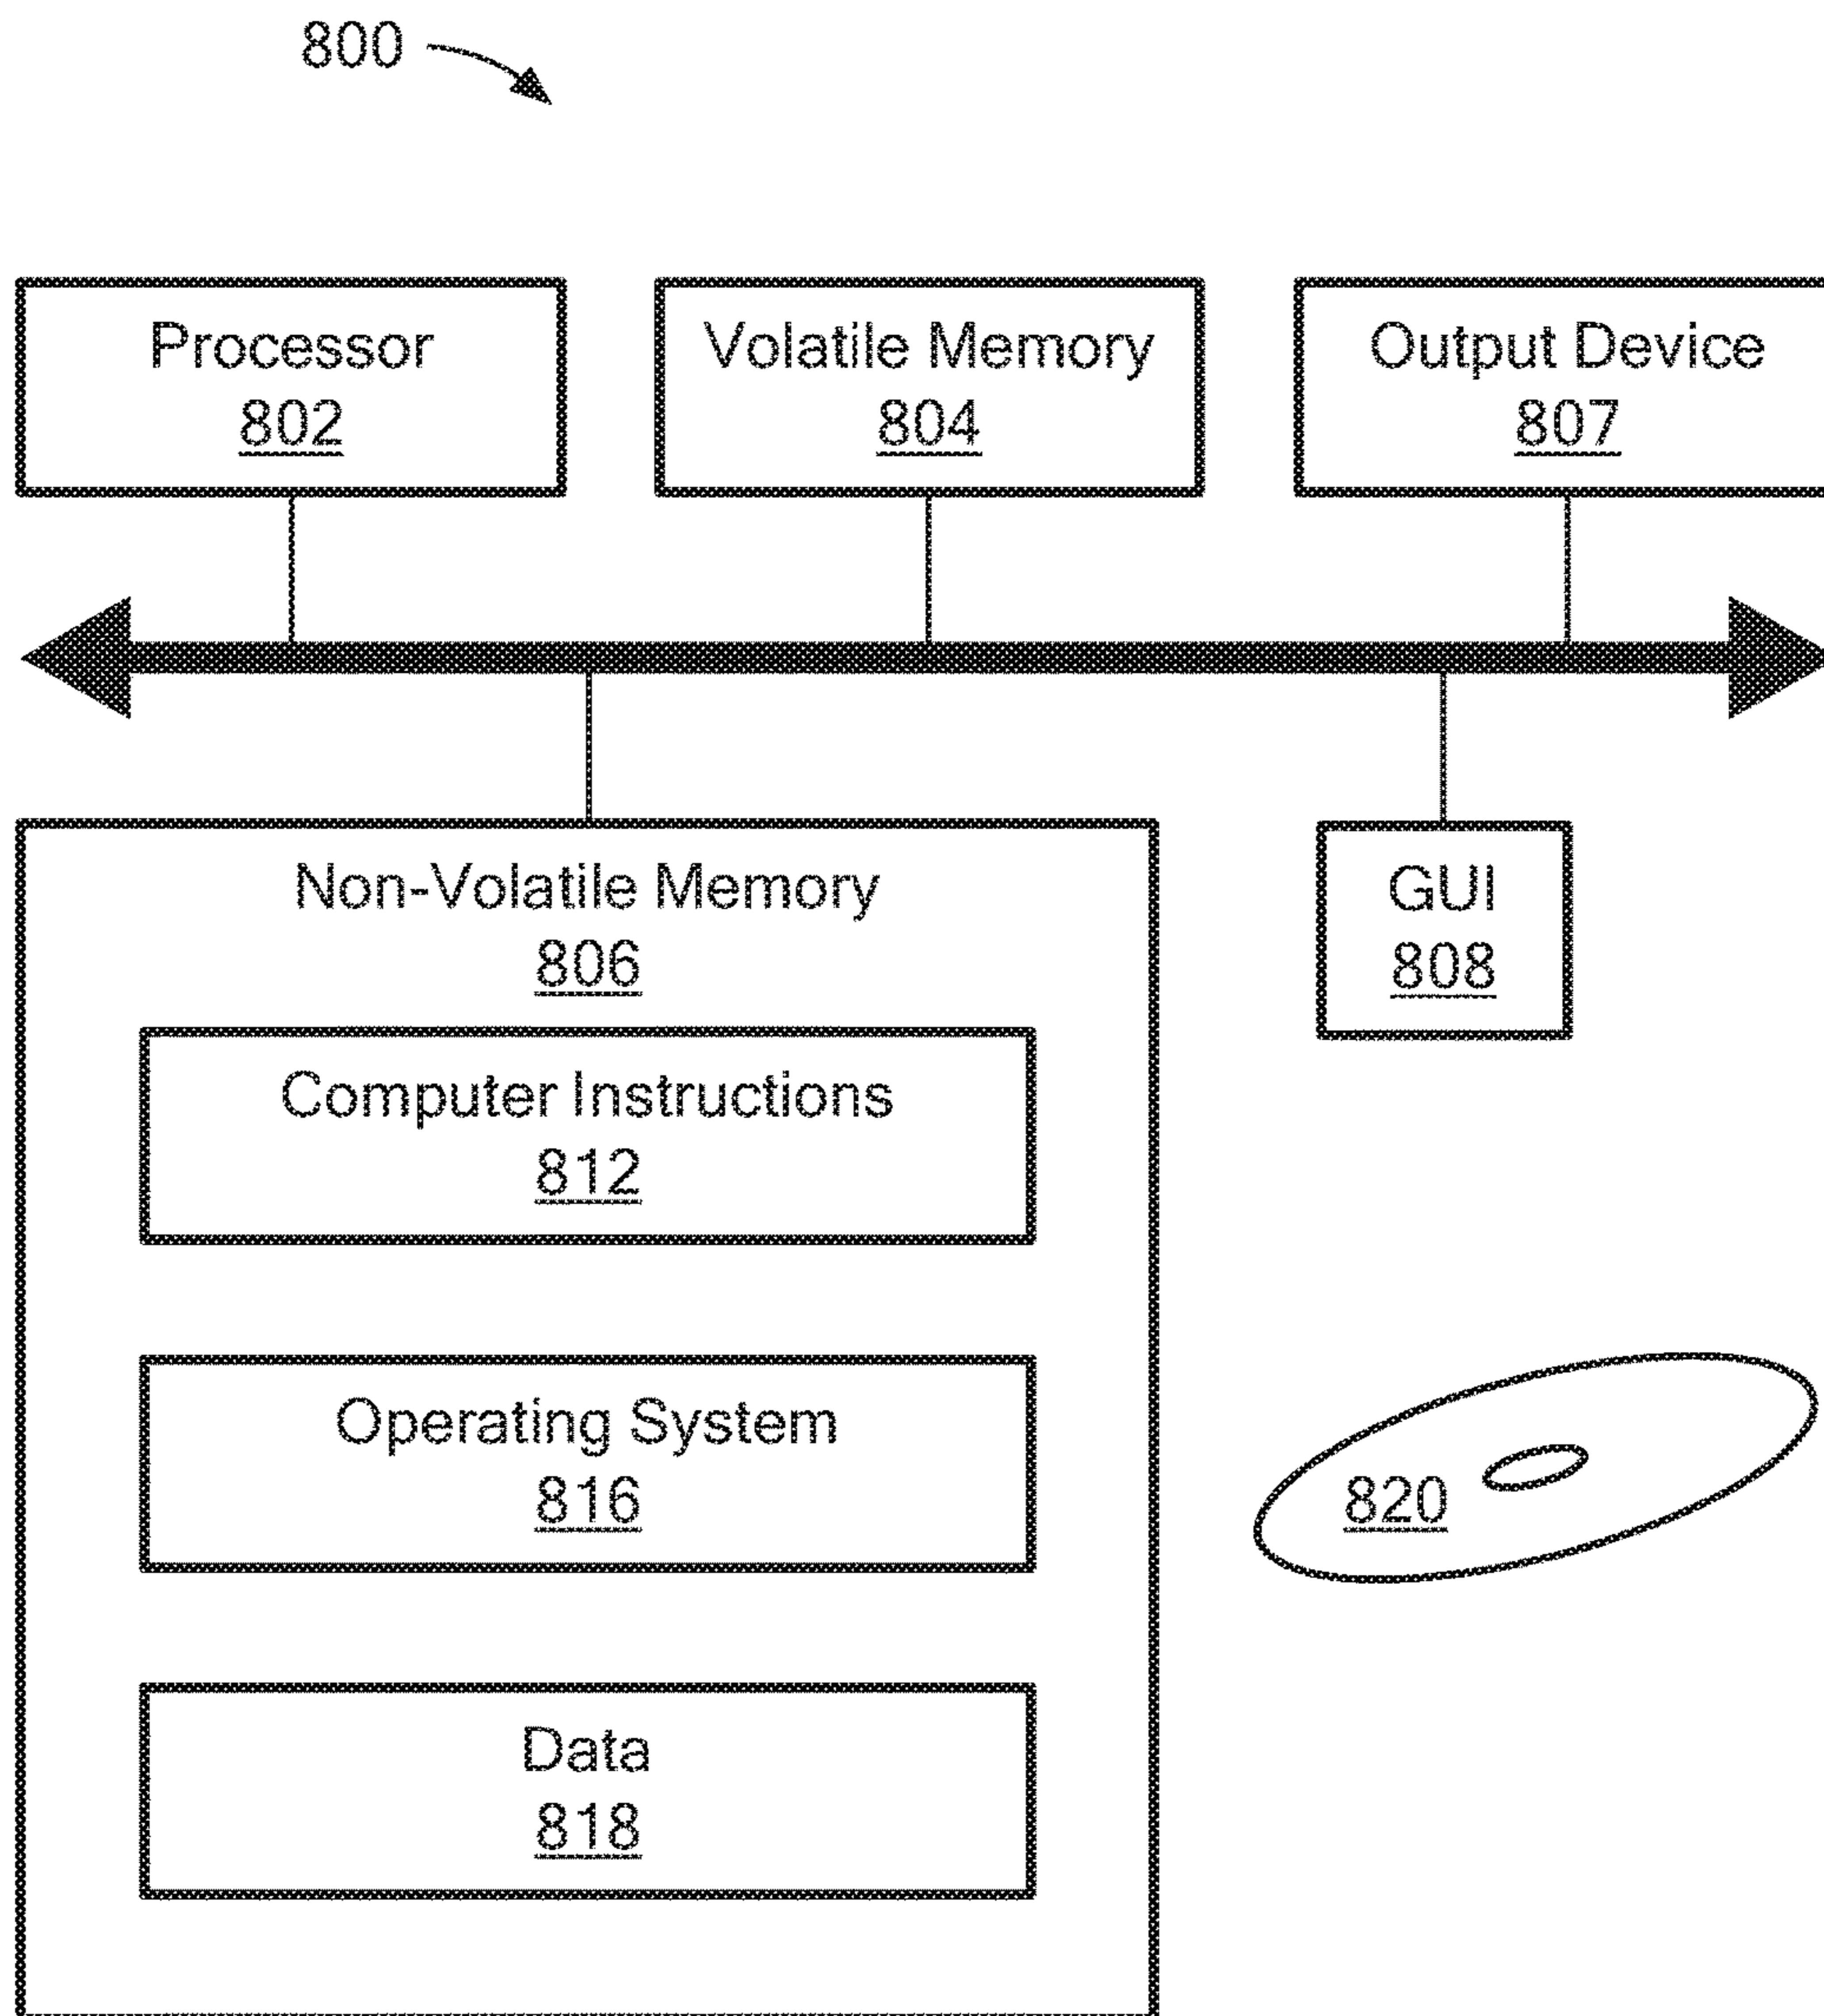 800
Processor
802
Volatile Memory
804
Output Device
807
Non-Volatile Memory
806
GUI
808
Computer Instructions
812
Operating System
816
820
Data
818